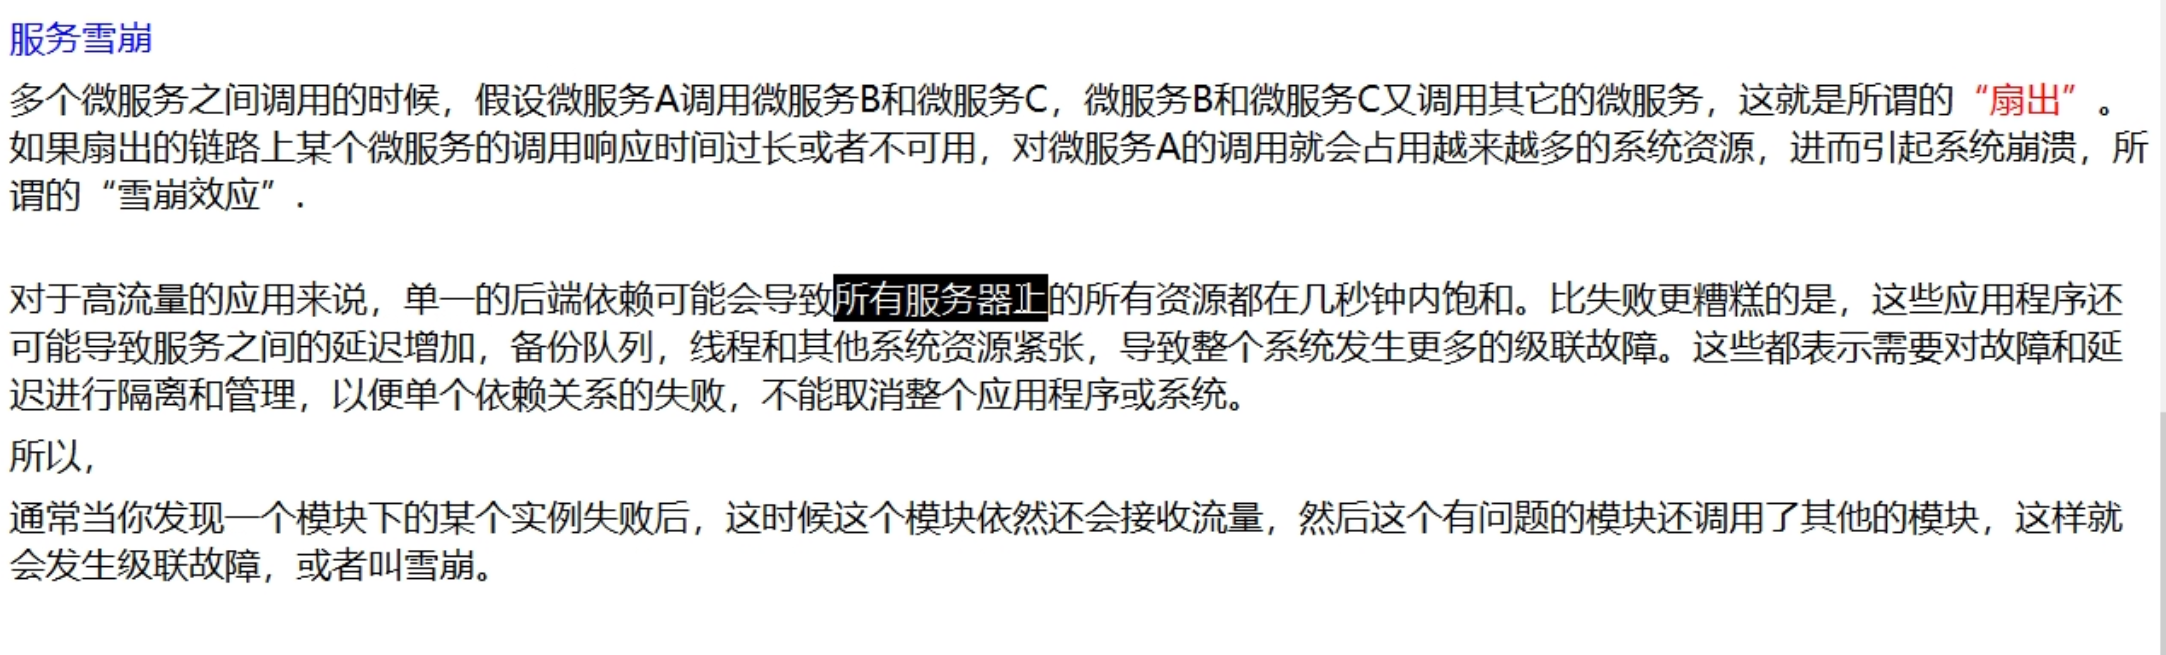 服务雪崩
多个微服务之间调用的时候，假设微服务A调用微服务B和微服务C，微服务B和微服务C又调用其它的微服务，这就是所谓的“扇出”。
如果扇出的链路上某个微服务的调用响应时间过长或者不可用，对微服务A的调用就会占用越来越多的系统资源，进而引起系统崩溃，所
谓的“雪崩效应”.
对于高流量的应用来说，单一的后端依赖可能会导致所有服务器上的所有资源都在几秒钟内饱和。比失败更糟糕的是，这些应用程序还
可能导致服务之间的延迟增加，备份队列，线程和其他系统资源紧张，导致整个系统发生更多的级联故障。这些都表示需要对故障和延
迟进行隔离和管理，以便单个依赖关系的失败，不能取消整个应用程序或系统。
所以，
通常当你发现一个模块下的某个实例失败后，这时候这个模块依然还会接收流量，然后这个有问题的模块还调用了其他的模块，这样就
会发生级联故障，或者叫雪崩。